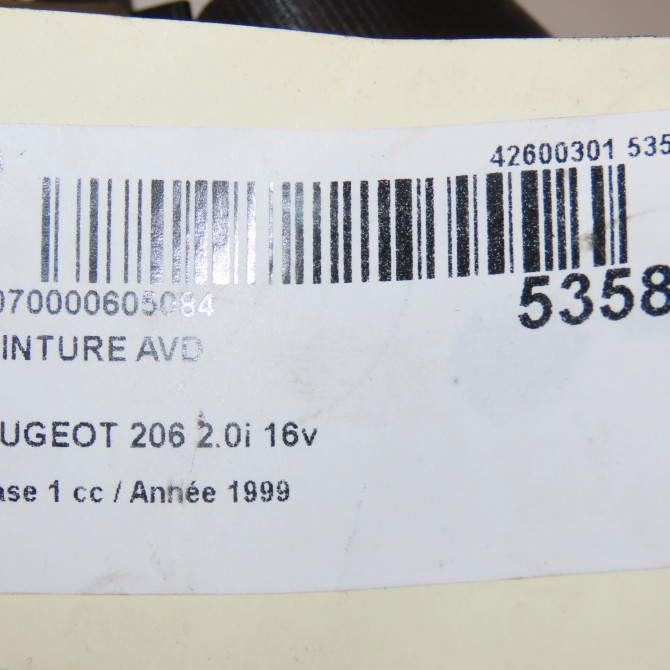 42600301 535
070000605084
5358
INTURE AVD
UGEOT 206 2.0i 16v
ase 1 cc / Année 1999